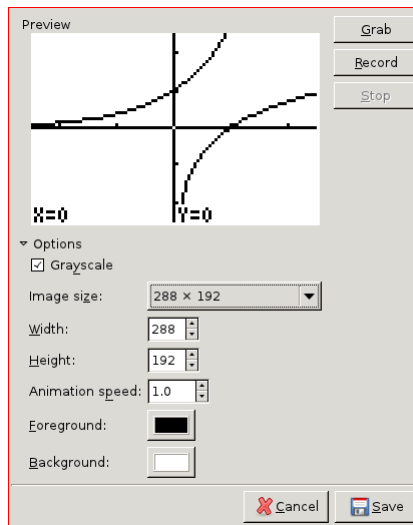 Preview
Grab
Record
Stop
X=0 Y=0
Options
Grayscale
Image size: 288 × 192
Width: 288
Height: 192
Animation speed: 1.0
Foreground:
Background:
Cancel Save